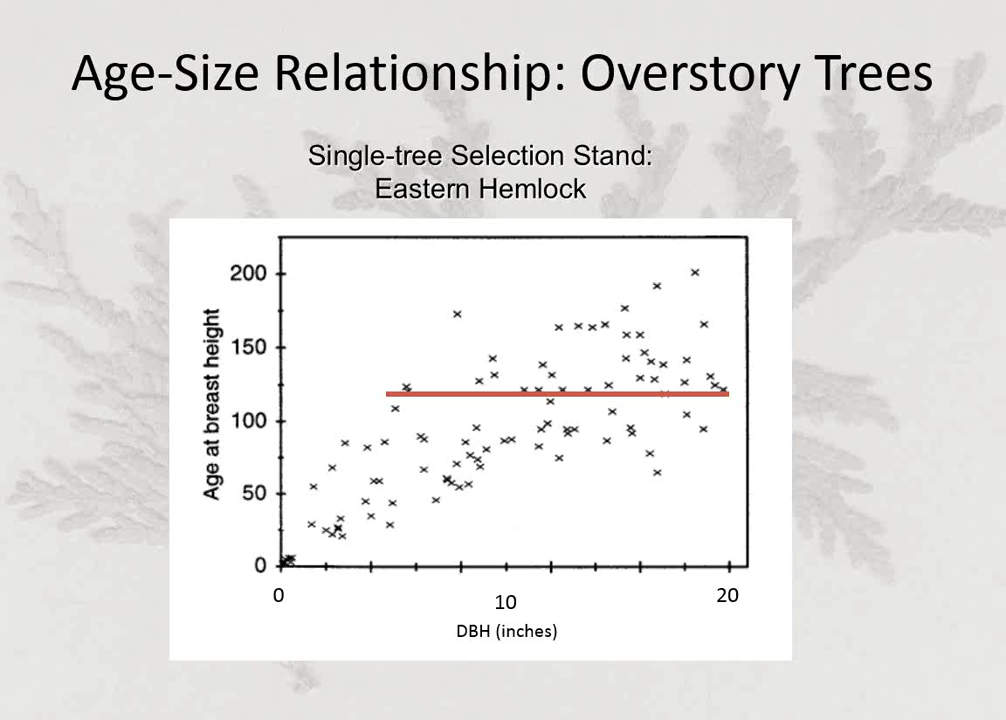 Age-Size Relationship: Overstory Trees
Single-tree Selection Stand:
Eastern Hemlock
200
150
100
50
0
Age at breast height
0
10
20
DBH (inches)